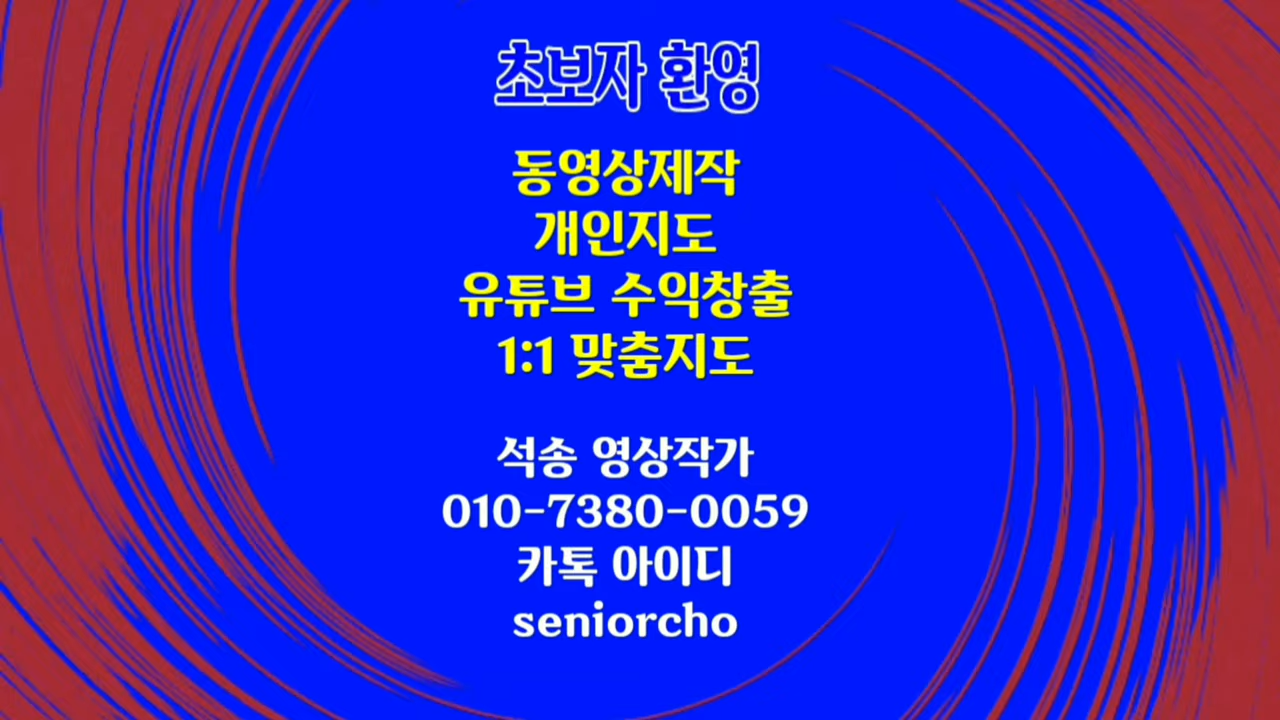 초보자 환영
동영상제작
개인지도
유튜브 수익창출
1:1 맞춤지도
석송 영상작가
010-7380-0059
카톡 아이디
seniorcho